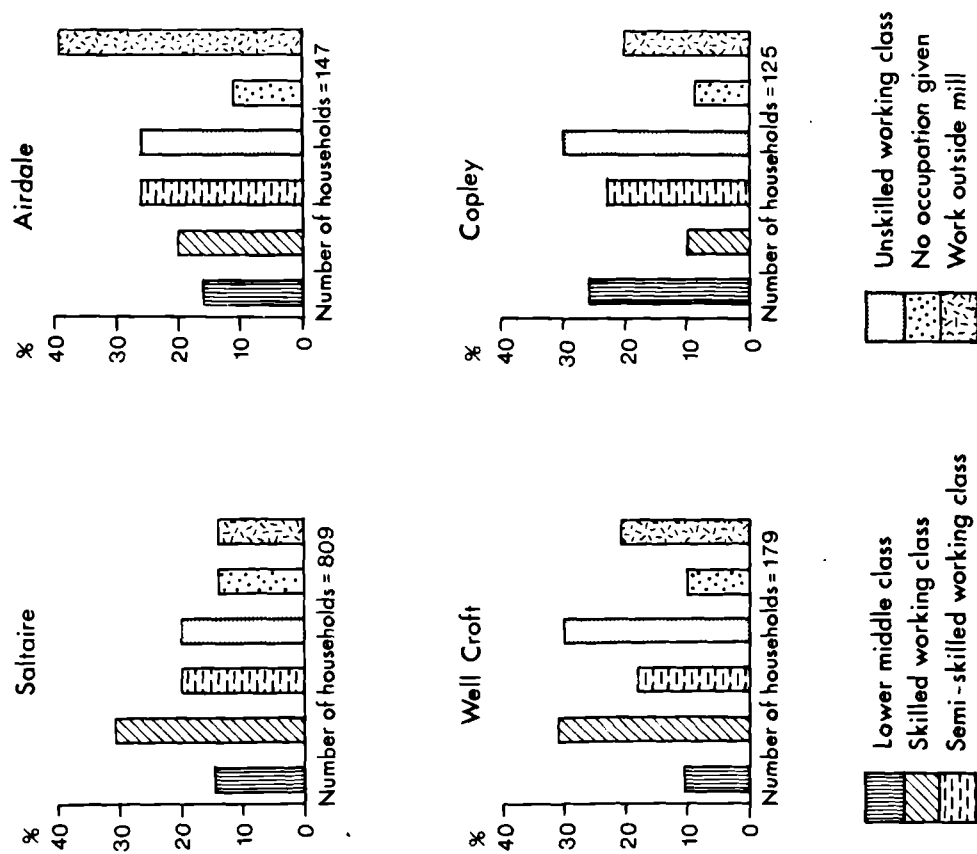 Saltaire
%
40
30
20
10
0
Number of households = 809
Airdale
%
40
30
20
10
0
Number of households = 147
Well Croft
%
40
30
20
10
0
Number of households = 179
Copley
%
40
30
20
10
0
Number of households = 125
Lower middle class
Skilled working class
Semi-skilled working class
Unskilled working class
No occupation given
Work outside mill